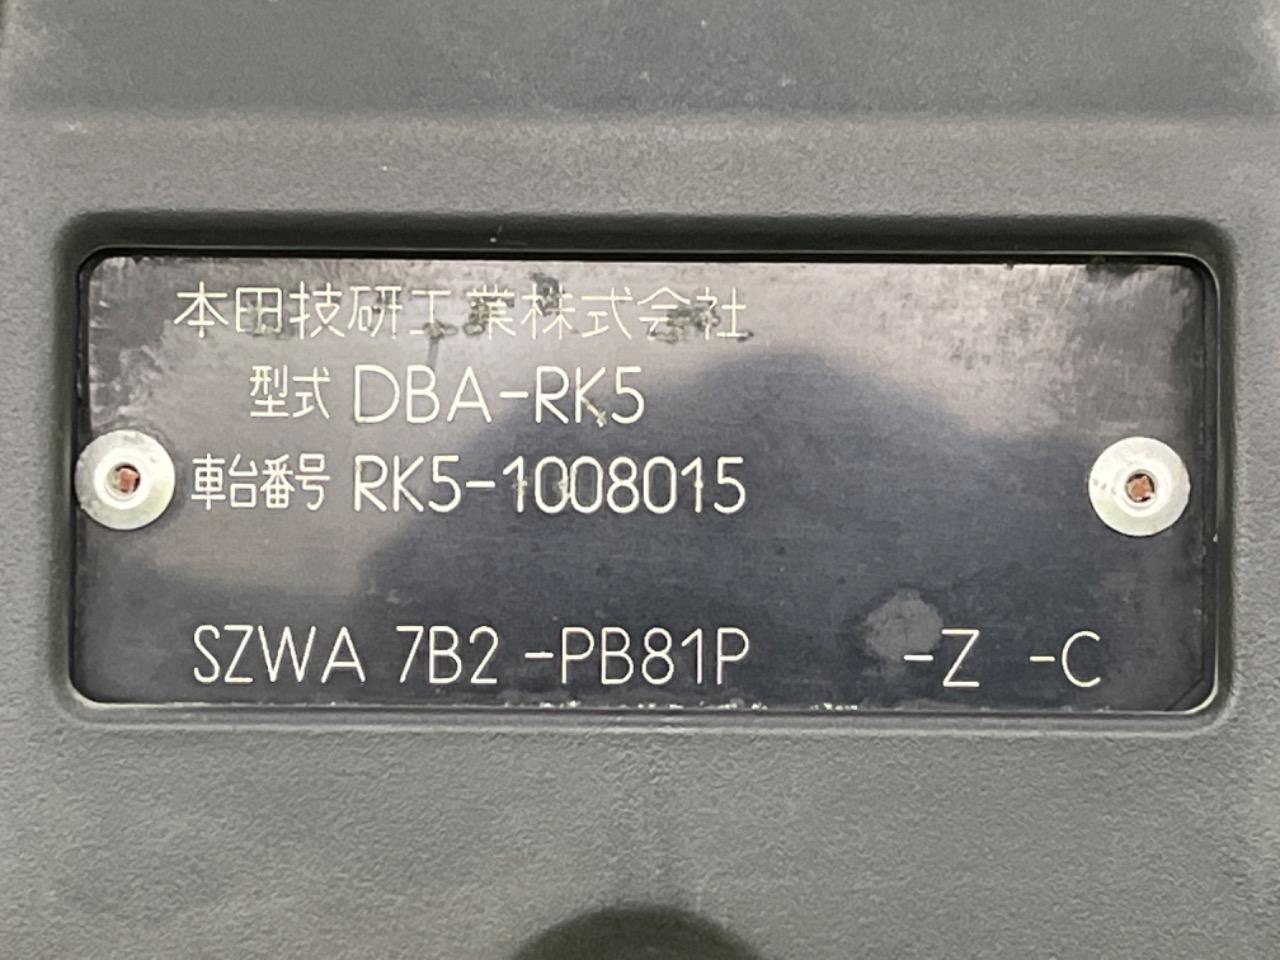 本田技研工業株式会社
型式 DBA-RK5
車台番号 RK5-1008015
SZWA 7B2 -PB81P -Z -C